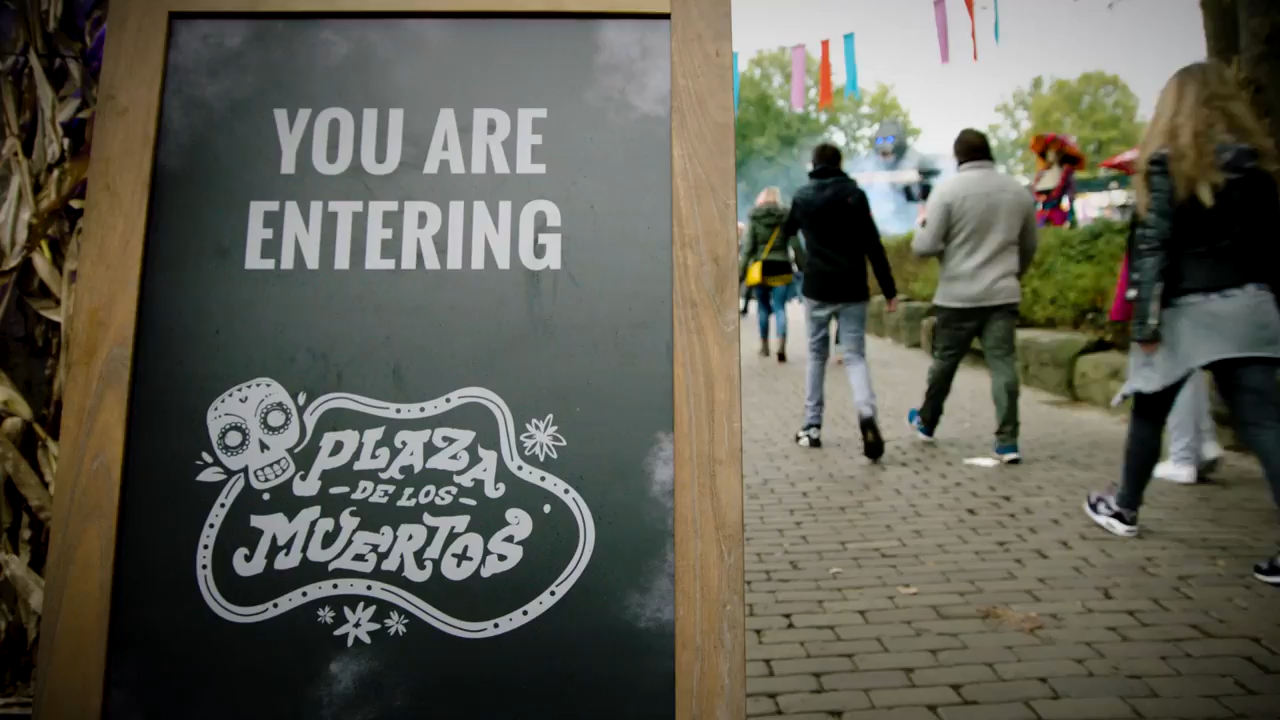 YOU ARE
ENTERING
PLAZA
-DE LOS-
MUERTOS